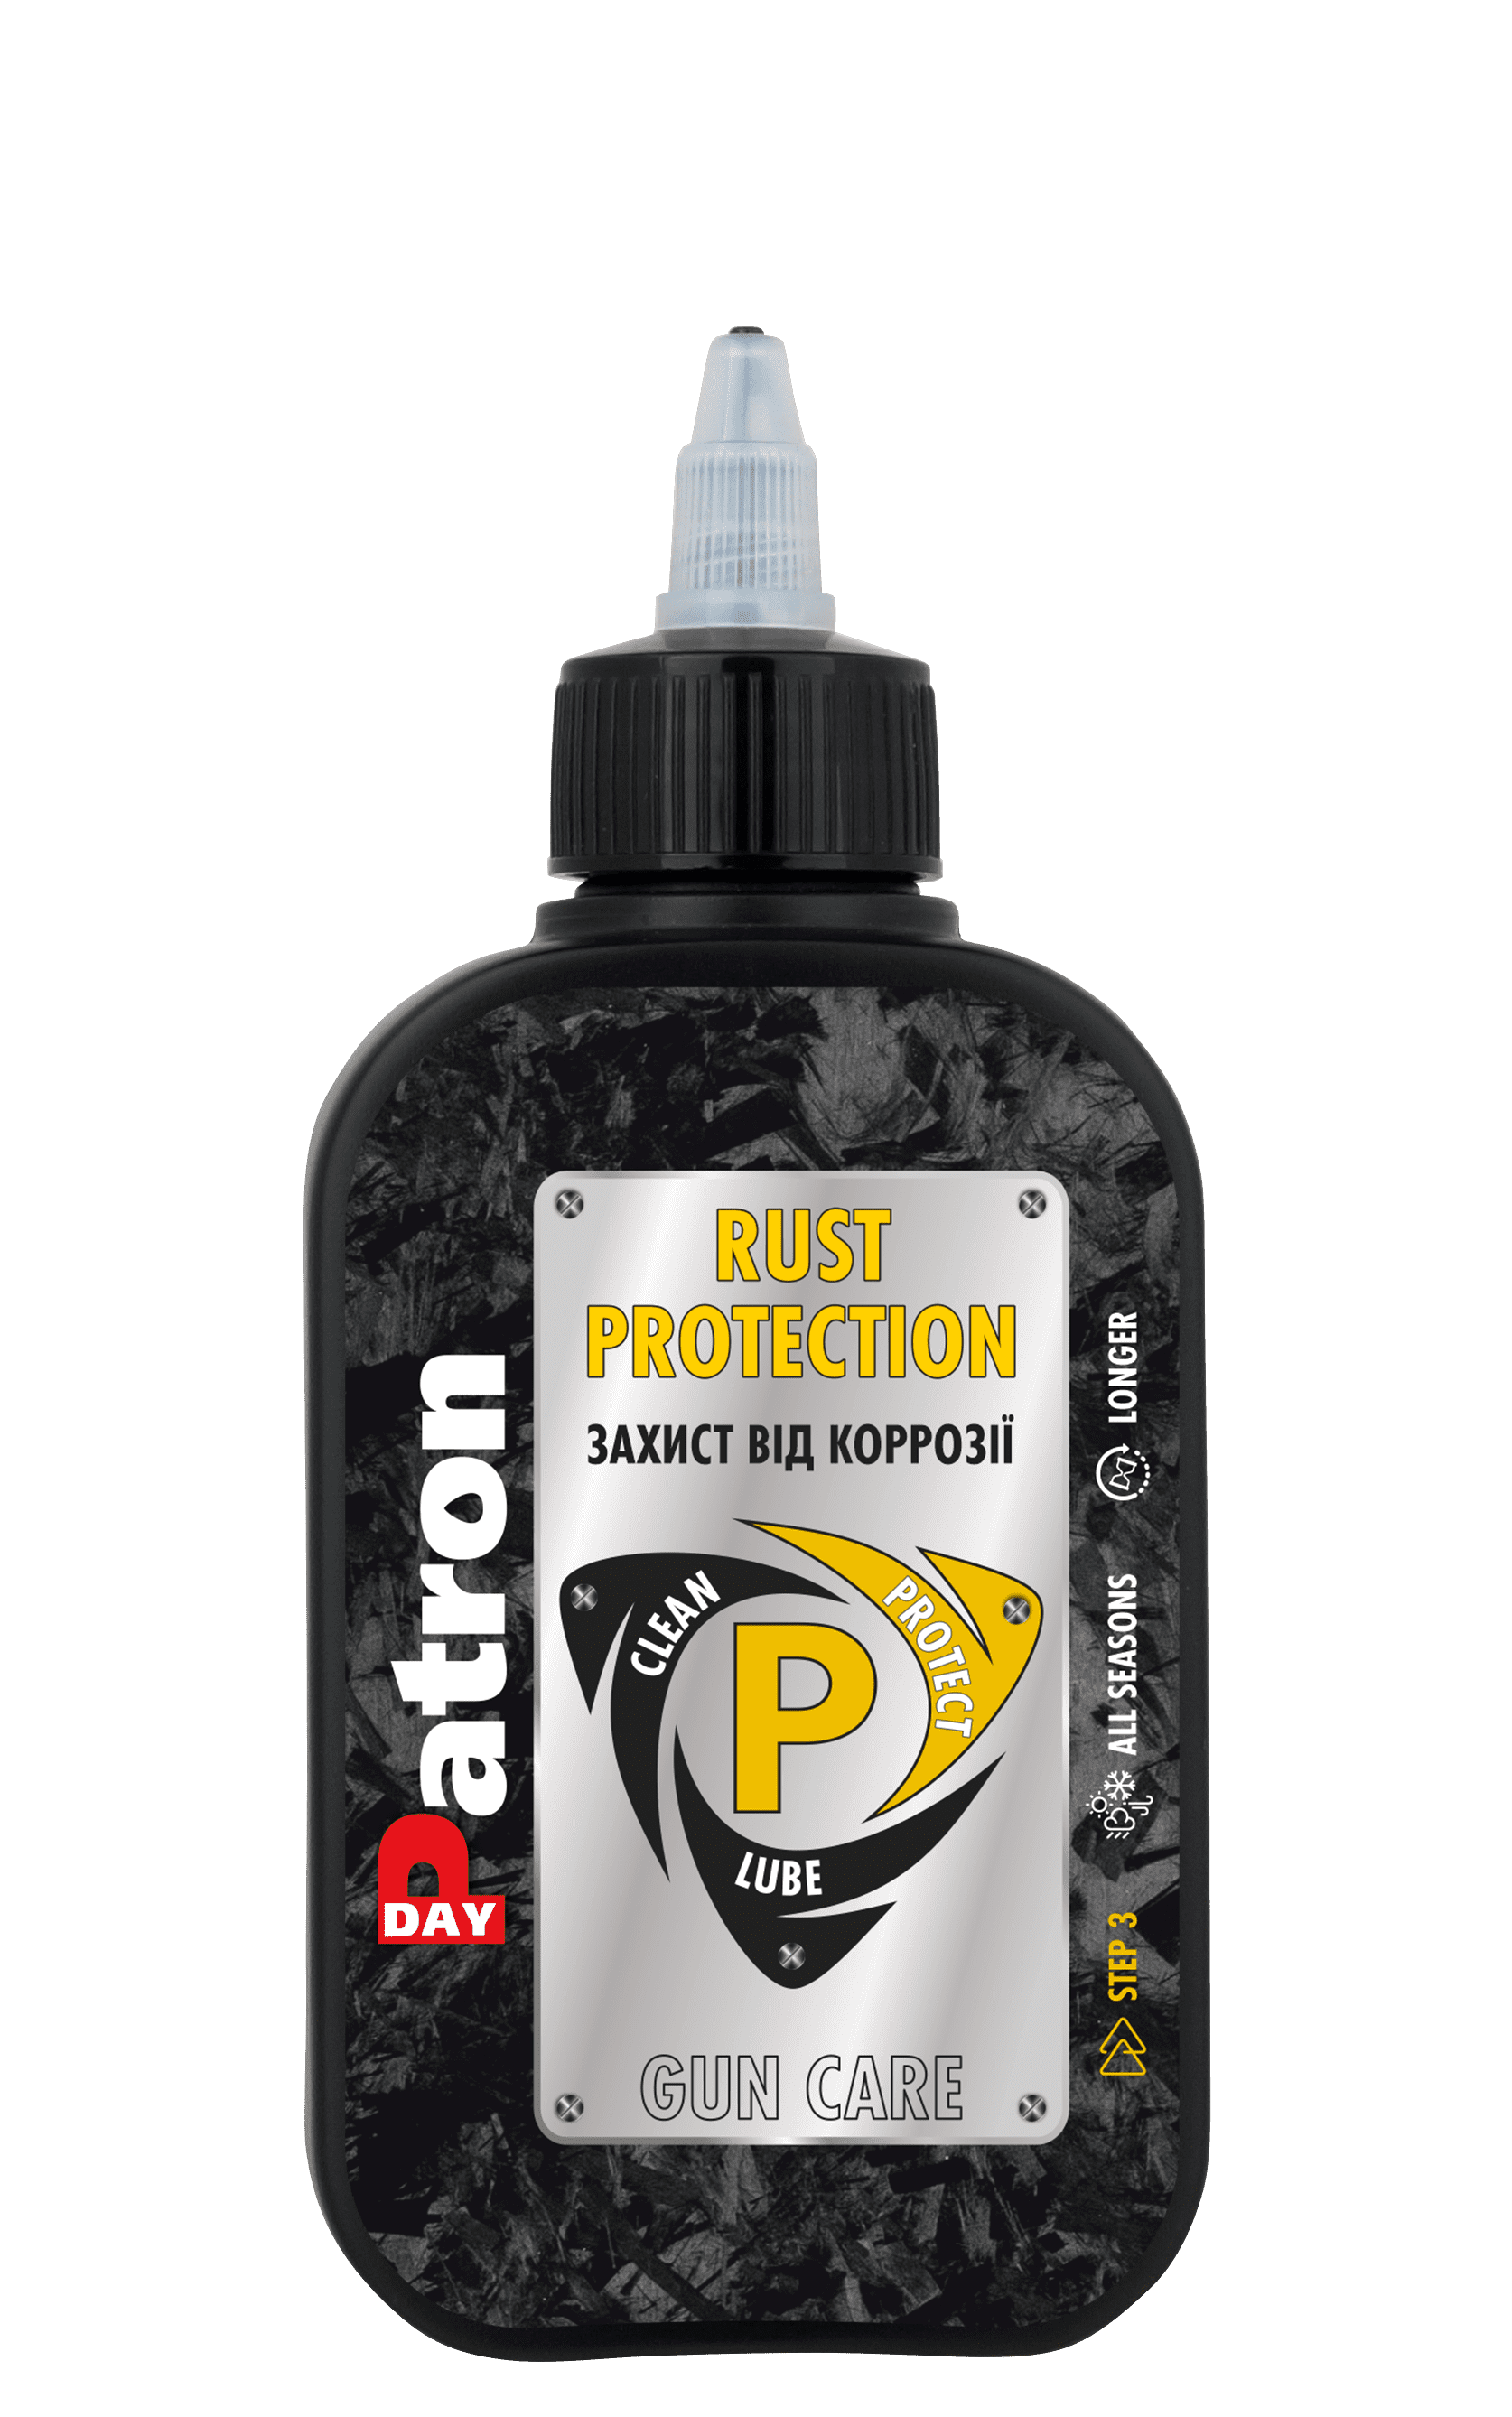 RUST
PROTECTION
ЗАХИСТ ВІД КОРРОЗІЇ
CLEAN
PROTECT
P
LUBE
GUN CARE
Patron
DAY
STEP 3
ALL SEASONS
LONGER